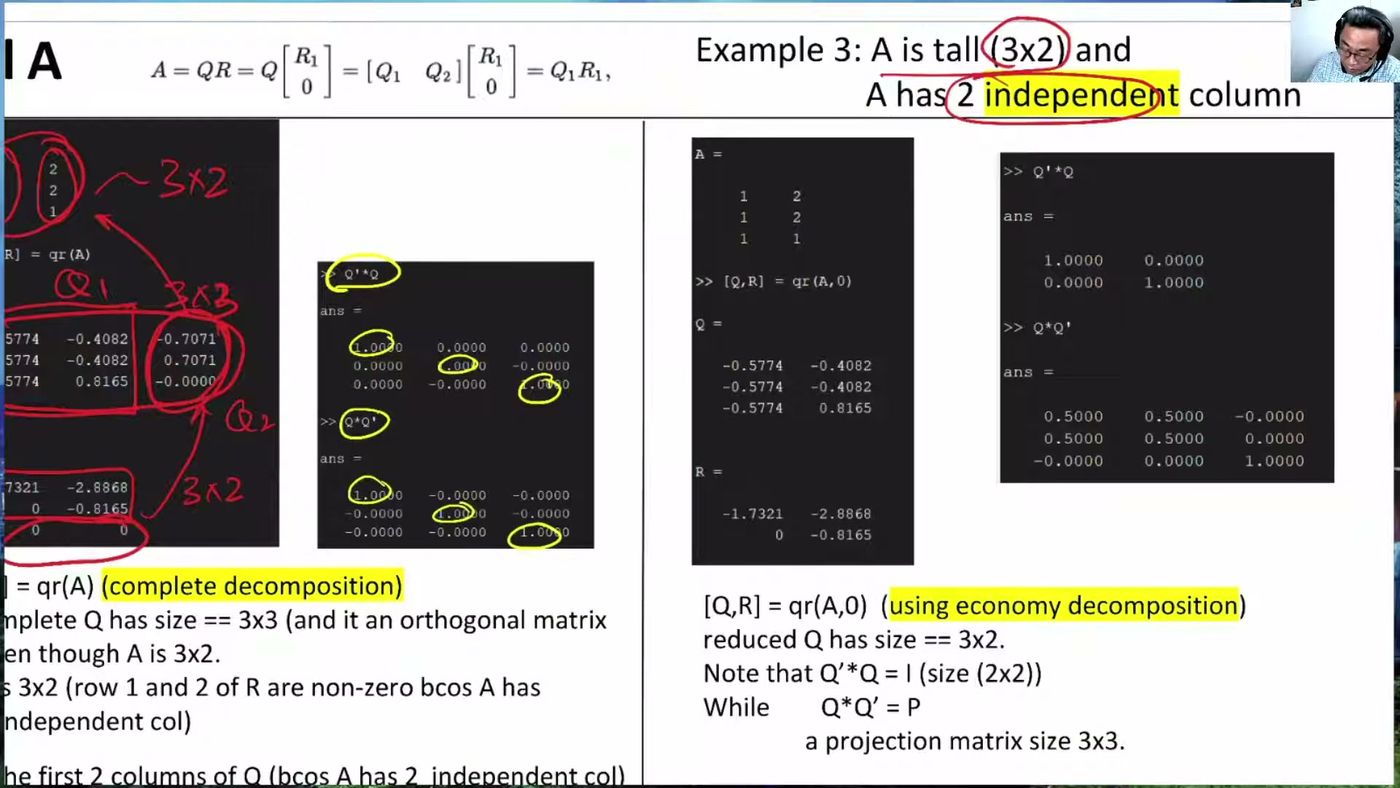 A
A = QR = Q [R₁ 0] = [Q₁ Q₂] [R₁ 0] = Q₁R₁,
Example 3: A is tall (3x2) and
A has 2 independent column
2
2
1
3x2
R] = qr(A)
Q1
3x3
5774 -0.4082 -0.7071
5774 -0.4082 0.7071
5774 0.8165 -0.0000
Q2
7321 -2.8868
0 -0.8165
0 0
3x2
>> Q'*Q
ans =
1.0000 0.0000 0.0000
0.0000 1.0000 -0.0000
0.0000 -0.0000 1.0000
>> Q*Q'
ans =
1.0000 -0.0000 -0.0000
-0.0000 1.0000 -0.0000
-0.0000 -0.0000 1.0000
] = qr(A) (complete decomposition)
mplete Q has size == 3x3 (and it an orthogonal matrix
en though A is 3x2.
s 3x2 (row 1 and 2 of R are non-zero bcos A has
ndependent col)
he first 2 columns of Q (bcos A has 2 independent col)
A =
1 2
1 2
1 1
>> [Q,R] = qr(A,0)
Q =
-0.5774 -0.4082
-0.5774 -0.4082
-0.5774 0.8165
R =
-1.7321 -2.8868
0 -0.8165
>> Q'*Q
ans =
1.0000 0.0000
0.0000 1.0000
>> Q*Q'
ans =
0.5000 0.5000 -0.0000
0.5000 0.5000 0.0000
-0.0000 0.0000 1.0000
[Q,R] = qr(A,0) (using economy decomposition)
reduced Q has size == 3x2.
Note that Q’*Q = I (size (2x2))
While Q*Q’ = P
a projection matrix size 3x3.